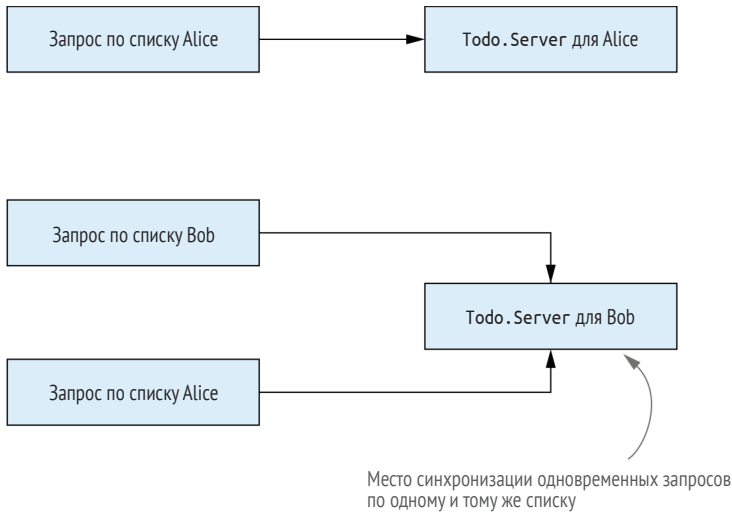 Запрос по списку Alice
Todo.Server для Alice
Запрос по списку Bob
Todo.Server для Bob
Запрос по списку Alice
Место синхронизации одновременных запросов
по одному и тому же списку